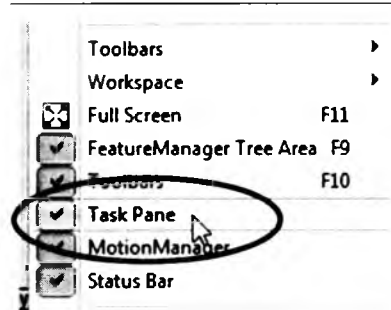 Toolbars
Workspace
Full Screen F11
FeatureManager Tree Area F9
Toolbars F10
Task Pane
MotionManager
Status Bar